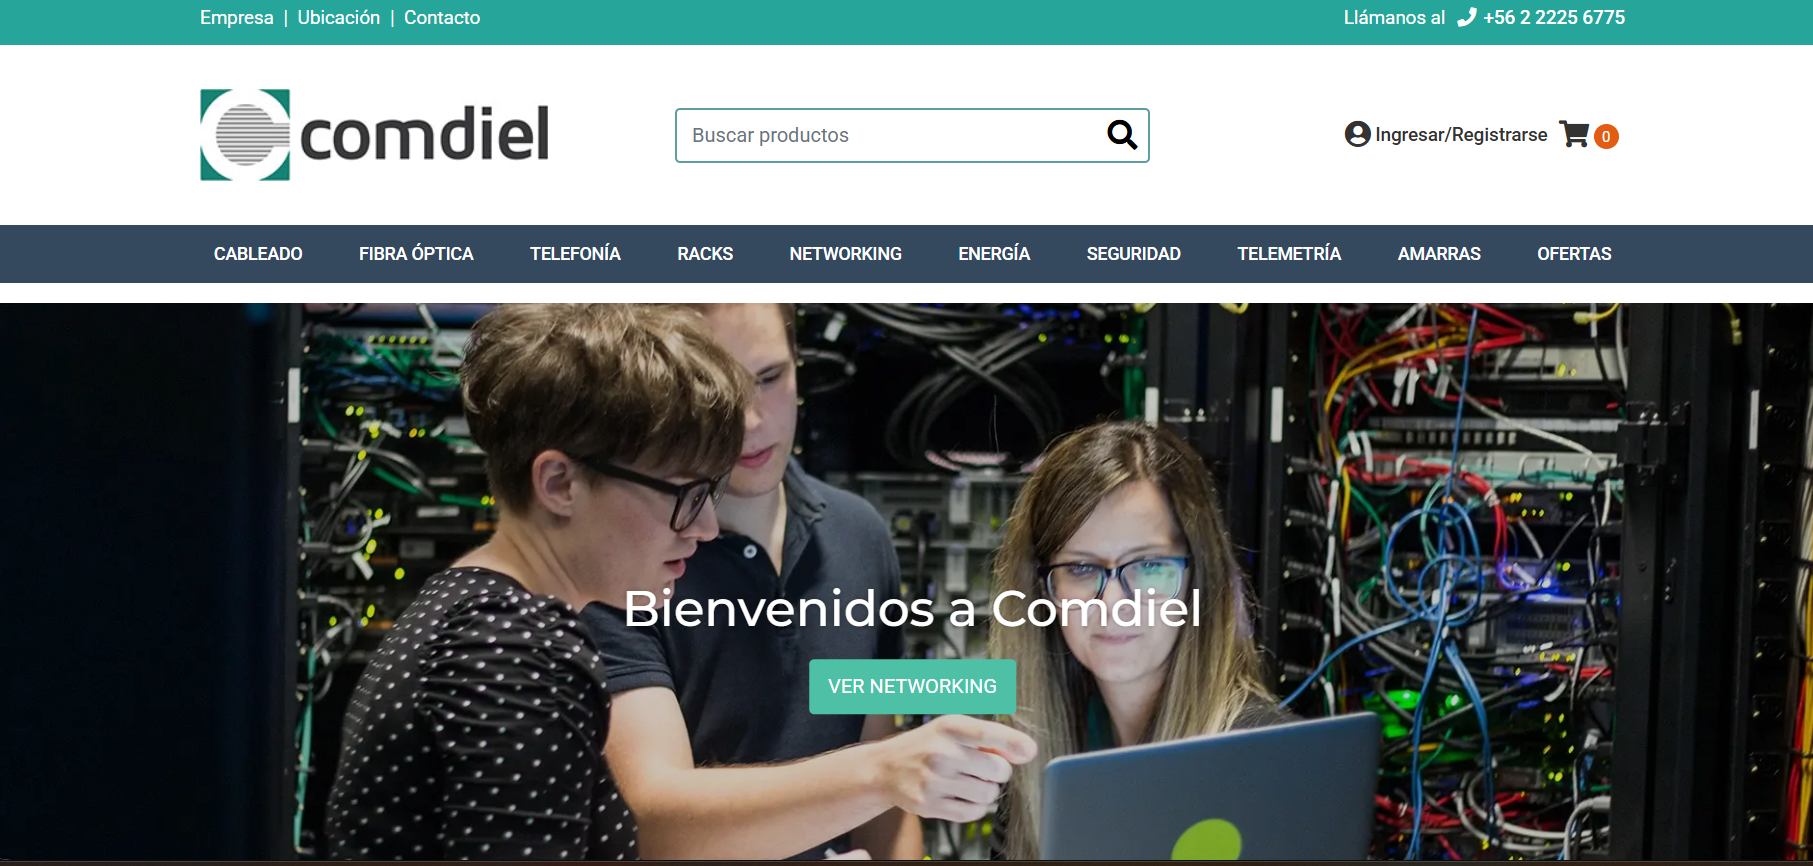 Empresa | Ubicación | Contacto
Llámanos al +56 2 2225 6775
comdiel
Buscar productos
Ingresar/Registrarse 0
CABLEADO FIBRA ÓPTICA TELEFONÍA RACKS NETWORKING ENERGÍA SEGURIDAD TELEMETRÍA AMARRAS OFERTAS
Bienvenidos a Comdiel
VER NETWORKING